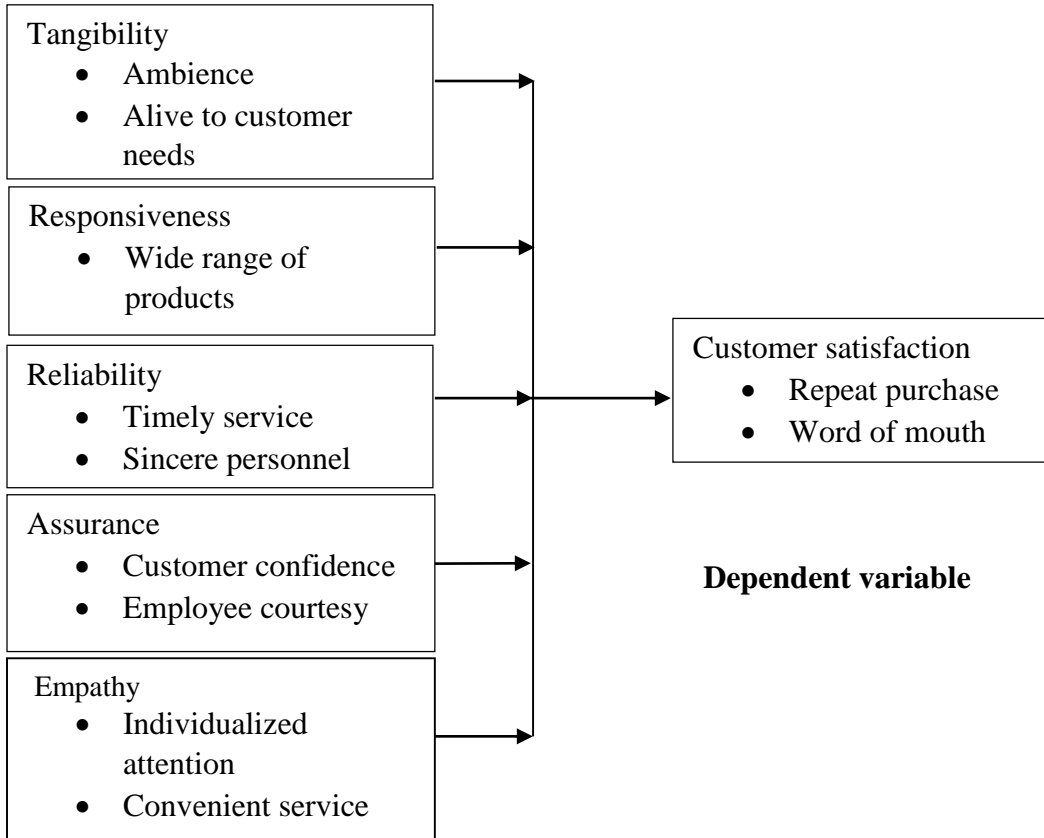 Tangibility
• Ambience
• Alive to customer
needs
Responsiveness
• Wide range of
products
Reliability
• Timely service
• Sincere personnel
Assurance
• Customer confidence
• Employee courtesy
Empathy
• Individualized
attention
• Convenient service
Customer satisfaction
• Repeat purchase
• Word of mouth
Dependent variable